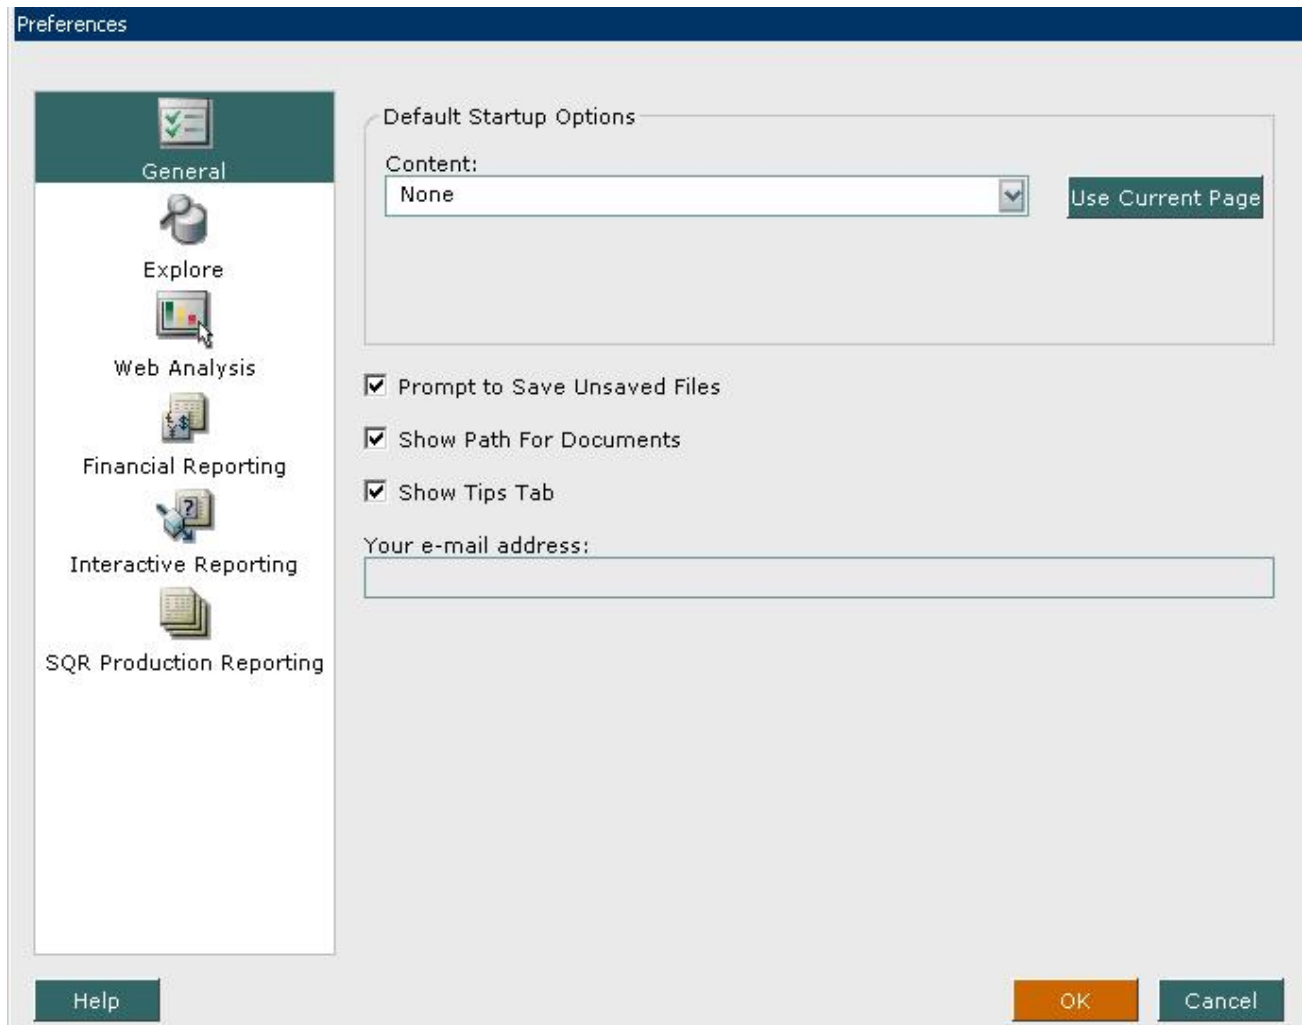 Preferences
General
Explore
Web Analysis
Financial Reporting
Interactive Reporting
SQR Production Reporting
Default Startup Options
Content:
None
Use Current Page
Prompt to Save Unsaved Files
Show Path For Documents
Show Tips Tab
Your e-mail address:
Help
OK
Cancel